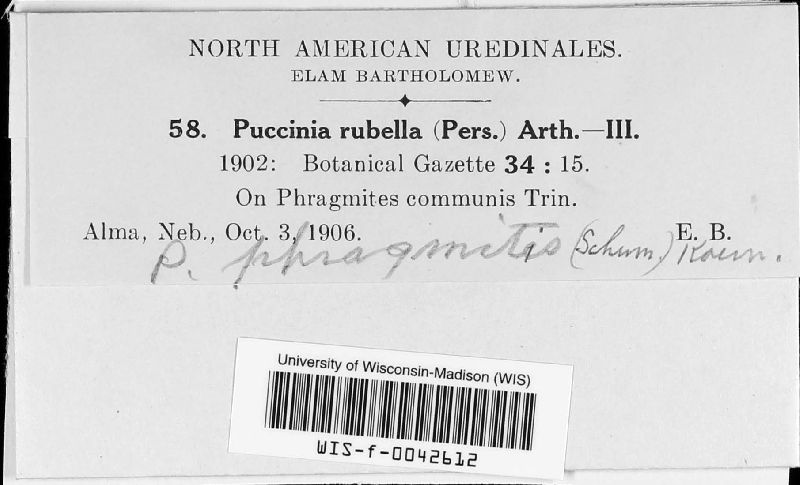 NORTH AMERICAN UREDINALES.
ELAM BARTHOLOMEW.
58. Puccinia rubella (Pers.) Arth.—III.
1902: Botanical Gazette 34 : 15.
On Phragmites communis Trin.
Alma, Neb., Oct. 3, 1906. E. B.
P. phragmitis (Schum.) Koern.
University of Wisconsin-Madison (WIS)
WIS-f-0042612